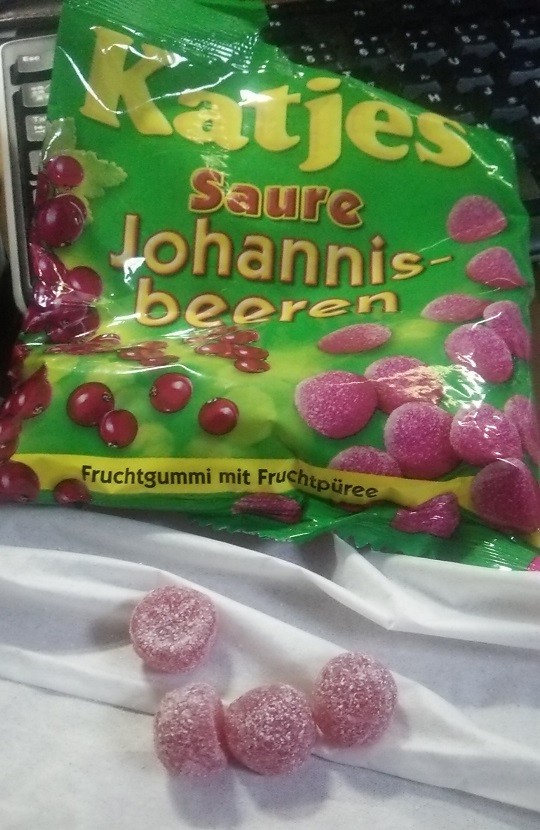 Katjes
Saure
Johannis-
beeren
Fruchtgummi mit Fruchtpüree